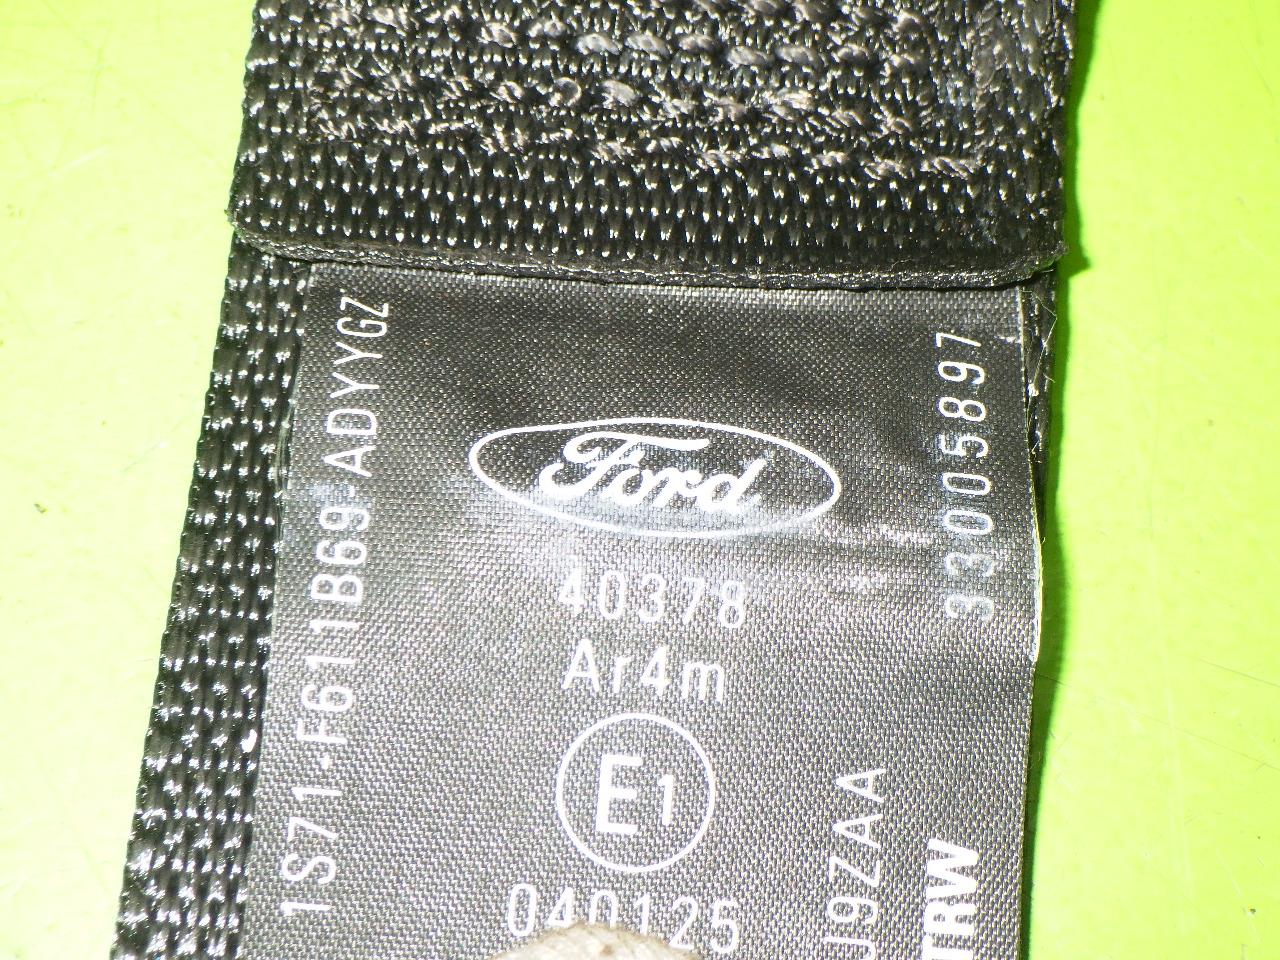 1S71-F611B69-ADYYGZ
Ford
40378
Ar4m
E1
040125
J9ZAA
TRW
33005897